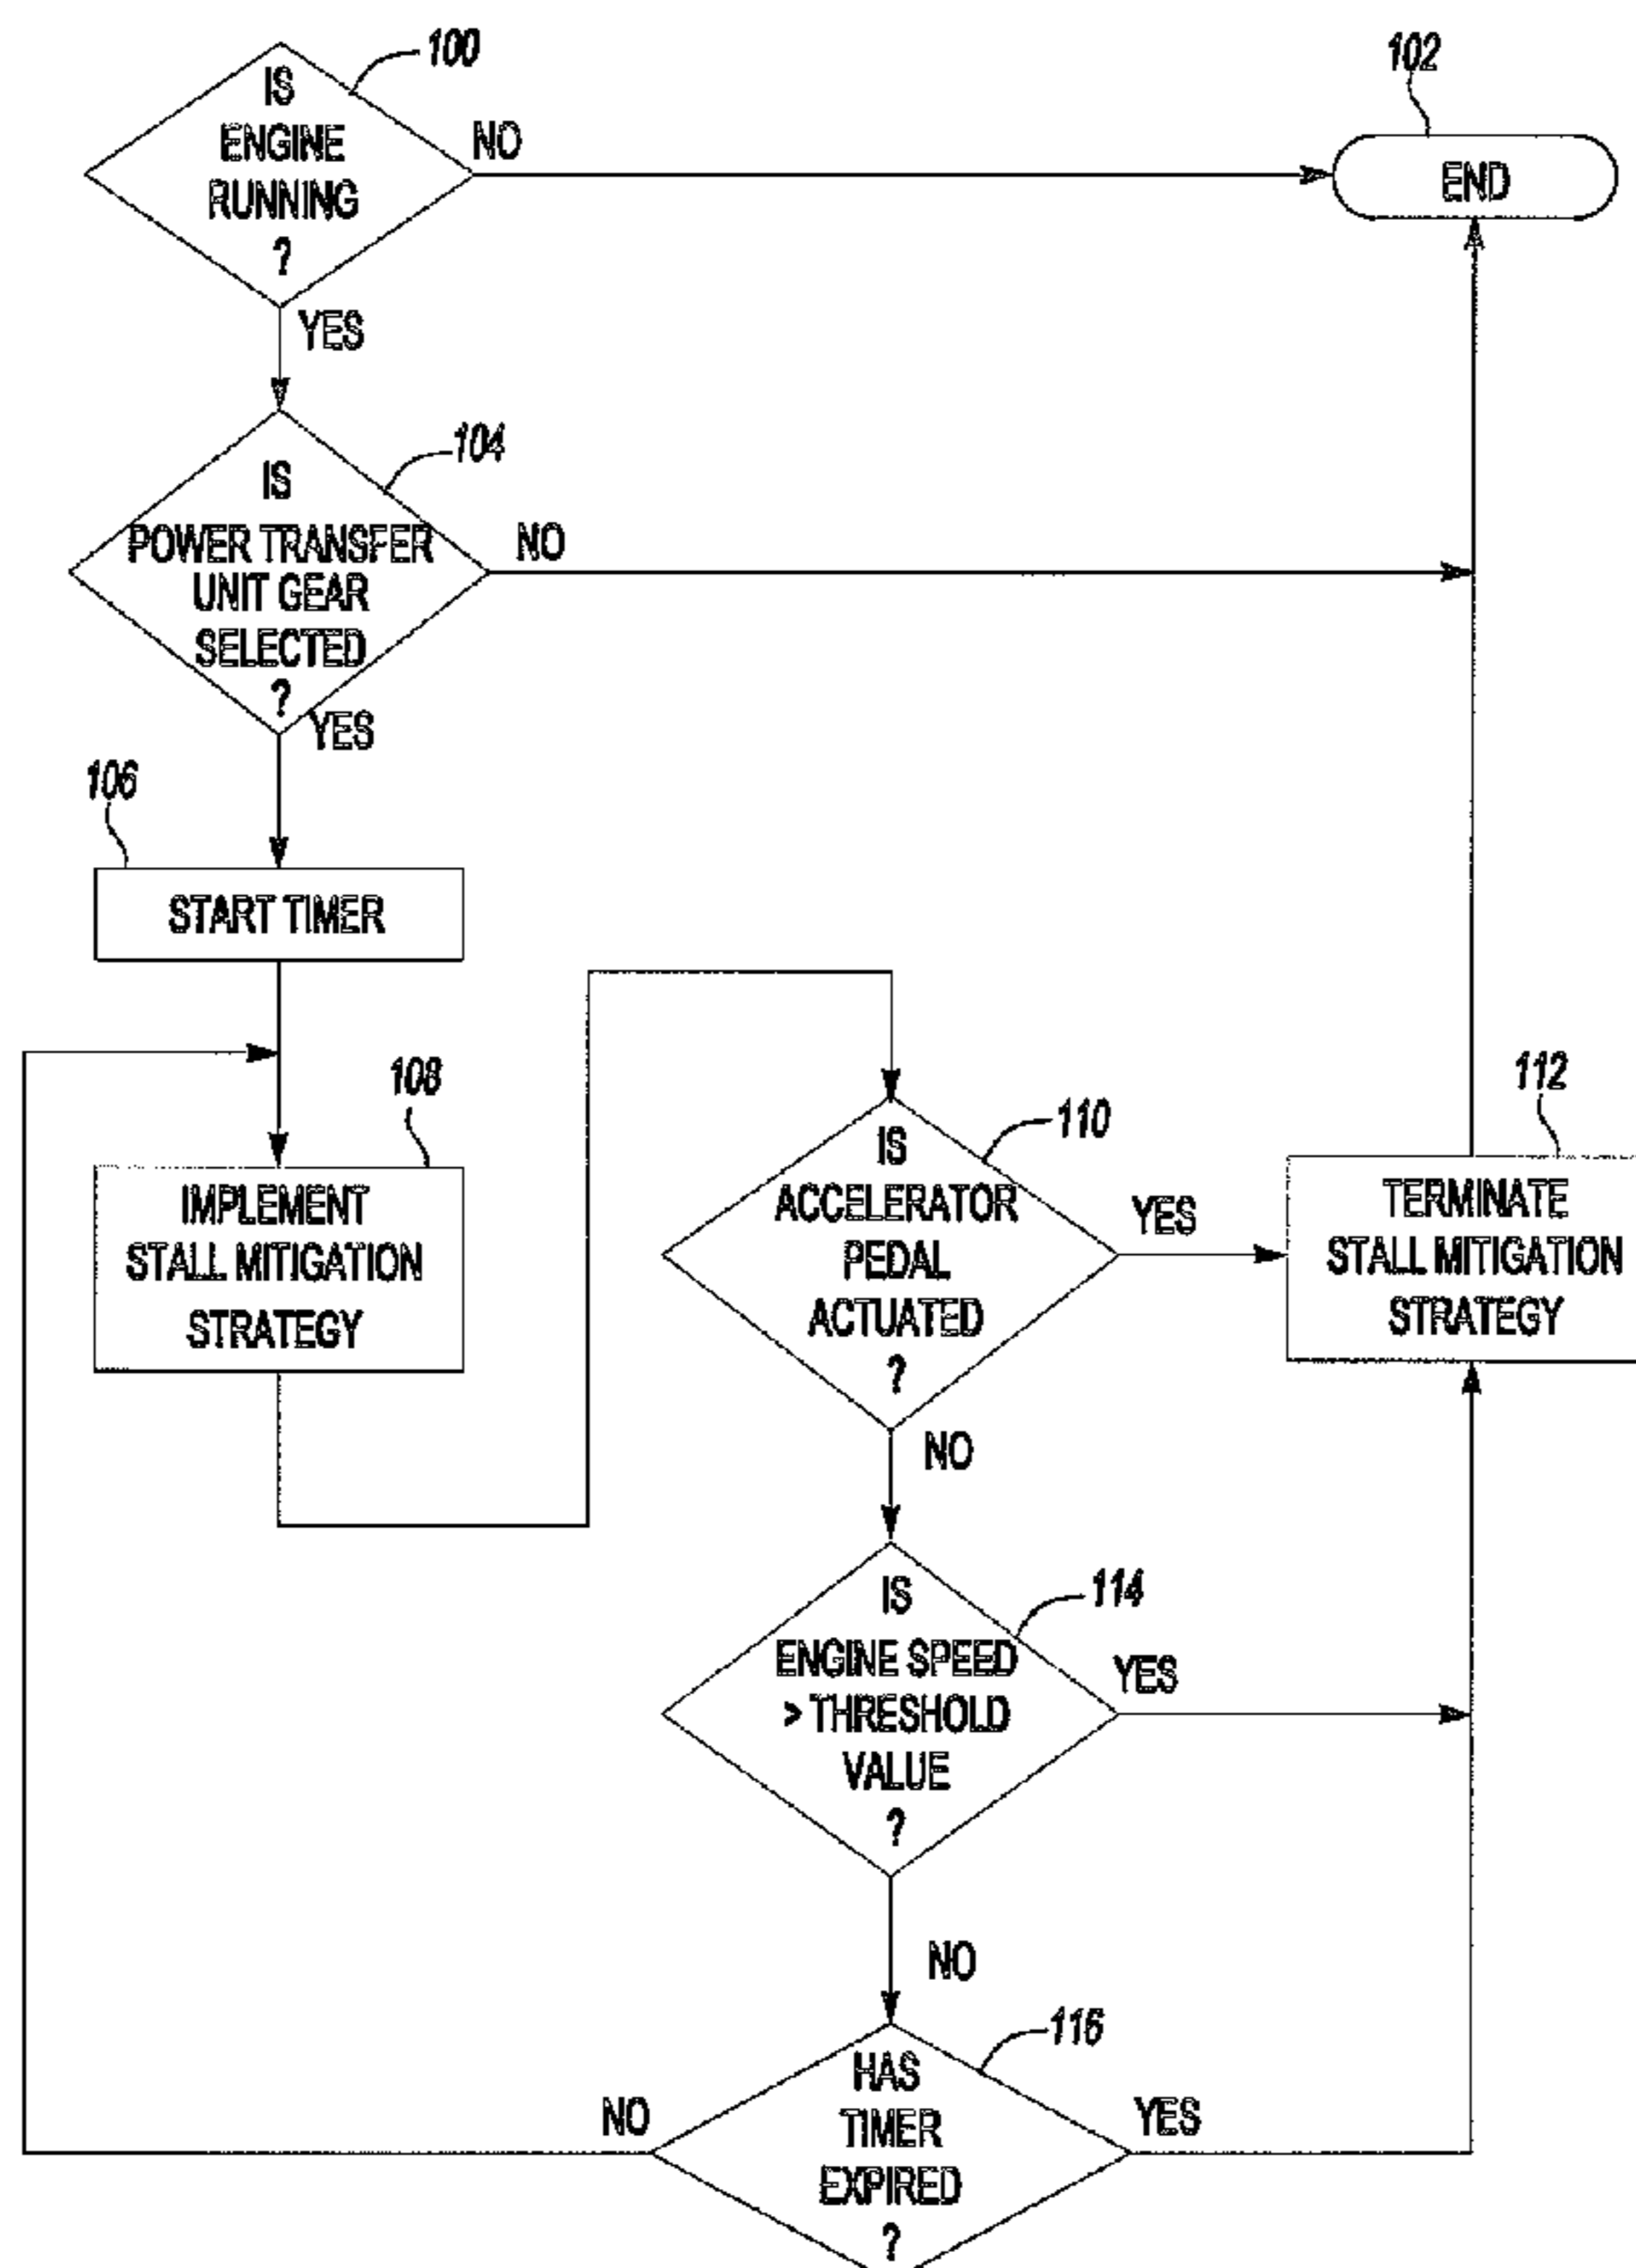 100
IS
ENGINE
RUNNING
?
NO
102
END
YES
104
IS
POWER TRANSFER
UNIT GEAR
SELECTED
?
NO
YES
106
START TIMER
108
IMPLEMENT
STALL MITIGATION
STRATEGY
110
IS
ACCELERATOR
PEDAL
ACTUATED
?
YES
112
TERMINATE
STALL MITIGATION
STRATEGY
NO
114
IS
ENGINE SPEED
> THRESHOLD
VALUE
?
YES
NO
116
HAS
TIMER
EXPIRED
?
NO
YES